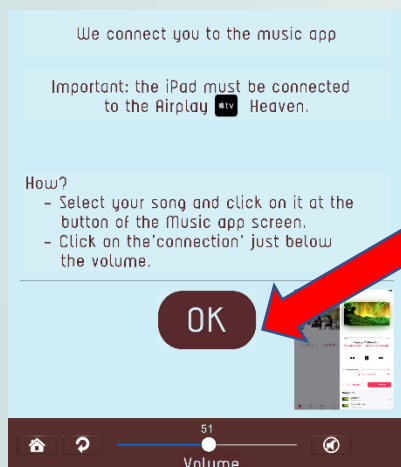 We connect you to the music app
Important: the iPad must be connected
to the Airplay tv Heaven.
How?
- Select your song and click on it at the
button of the Music app screen.
- Click on the'connection' just below
the volume.
OK
51
Volume